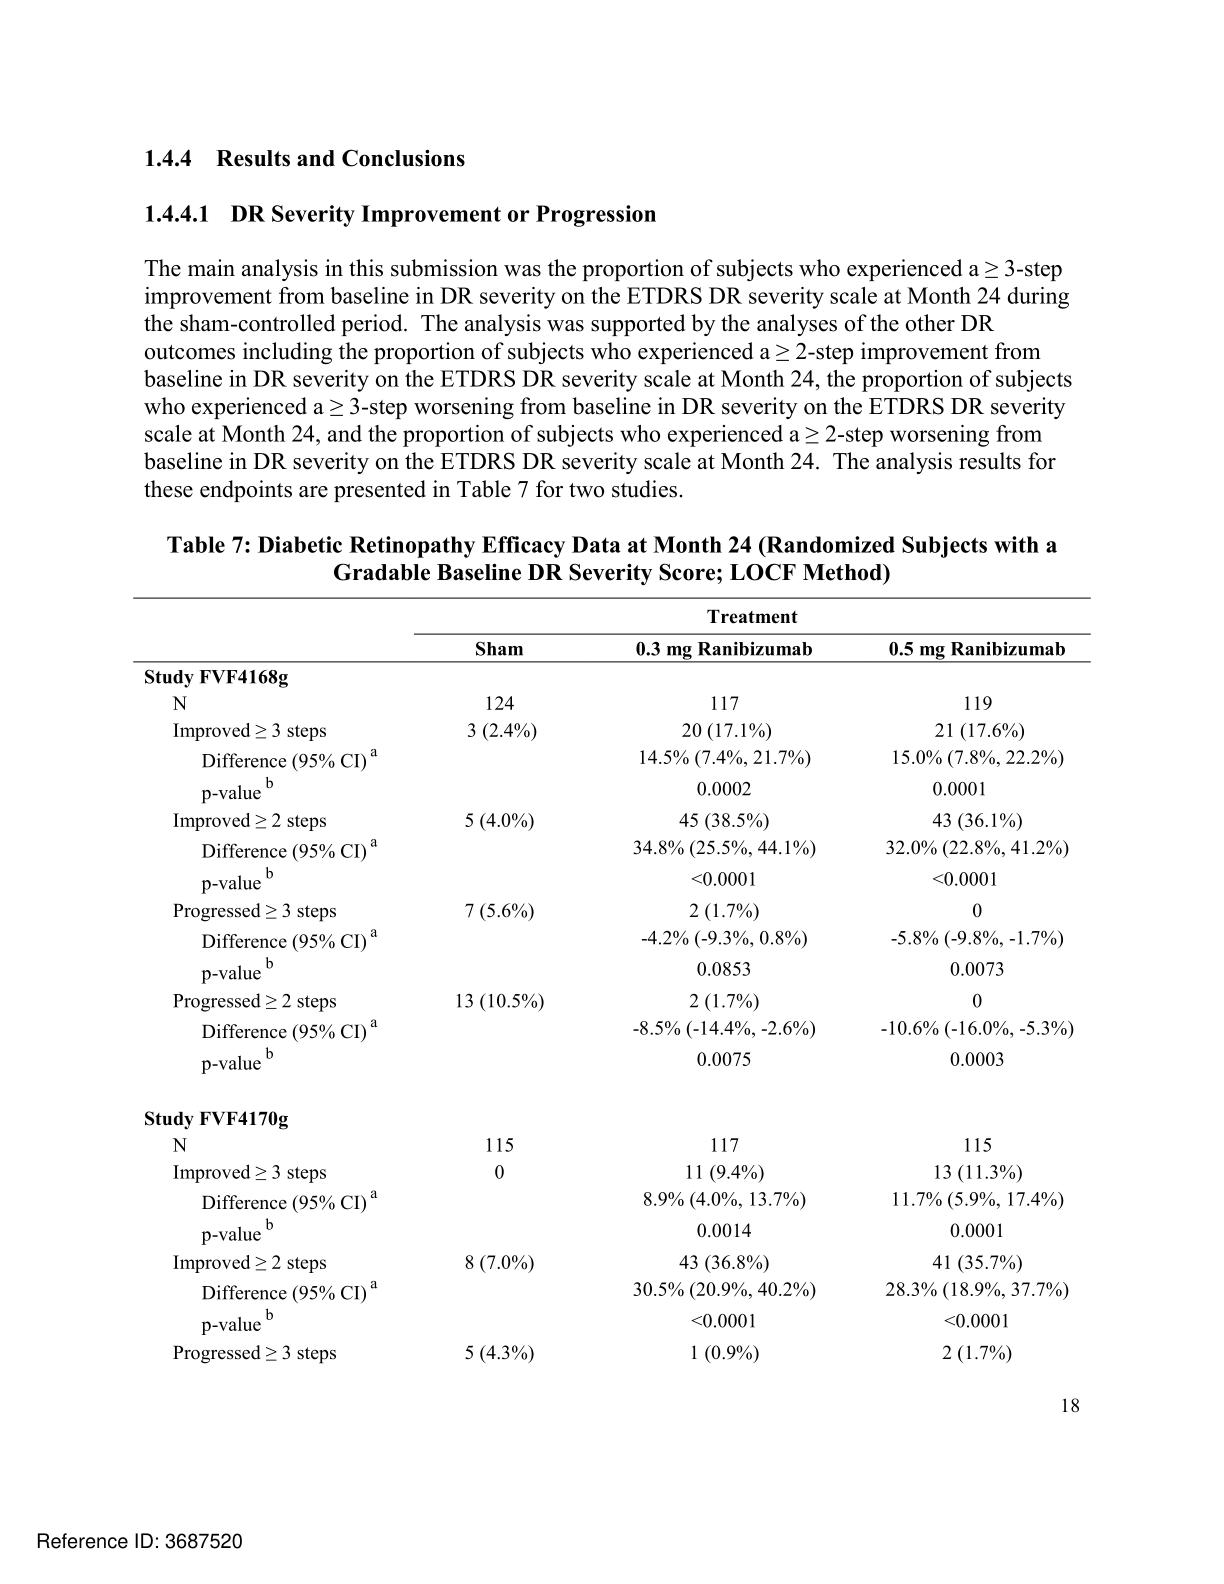 1.4.4 Results and Conclusions
1.4.4.1 DR Severity Improvement or Progression
The main analysis in this submission was the proportion of subjects who experienced a ≥ 3-step
improvement from baseline in DR severity on the ETDRS DR severity scale at Month 24 during
the sham-controlled period. The analysis was supported by the analyses of the other DR
outcomes including the proportion of subjects who experienced a ≥ 2-step improvement from
baseline in DR severity on the ETDRS DR severity scale at Month 24, the proportion of subjects
who experienced a ≥ 3-step worsening from baseline in DR severity on the ETDRS DR severity
scale at Month 24, and the proportion of subjects who experienced a ≥ 2-step worsening from
baseline in DR severity on the ETDRS DR severity scale at Month 24. The analysis results for
these endpoints are presented in Table 7 for two studies.
Table 7: Diabetic Retinopathy Efficacy Data at Month 24 (Randomized Subjects with a
Gradable Baseline DR Severity Score; LOCF Method)
Treatment
Sham 0.3 mg Ranibizumab 0.5 mg Ranibizumab
Study FVF4168g
N 124 117 119
Improved ≥ 3 steps 3 (2.4%) 20 (17.1%) 21 (17.6%)
Difference (95% CI) a 14.5% (7.4%, 21.7%) 15.0% (7.8%, 22.2%)
p-value b 0.0002 0.0001
Improved ≥ 2 steps 5 (4.0%) 45 (38.5%) 43 (36.1%)
Difference (95% CI) a 34.8% (25.5%, 44.1%) 32.0% (22.8%, 41.2%)
p-value b <0.0001 <0.0001
Progressed ≥ 3 steps 7 (5.6%) 2 (1.7%) 0
Difference (95% CI) a -4.2% (-9.3%, 0.8%) -5.8% (-9.8%, -1.7%)
p-value b 0.0853 0.0073
Progressed ≥ 2 steps 13 (10.5%) 2 (1.7%) 0
Difference (95% CI) a -8.5% (-14.4%, -2.6%) -10.6% (-16.0%, -5.3%)
p-value b 0.0075 0.0003
Study FVF4170g
N 115 117 115
Improved ≥ 3 steps 0 11 (9.4%) 13 (11.3%)
Difference (95% CI) a 8.9% (4.0%, 13.7%) 11.7% (5.9%, 17.4%)
p-value b 0.0014 0.0001
Improved ≥ 2 steps 8 (7.0%) 43 (36.8%) 41 (35.7%)
Difference (95% CI) a 30.5% (20.9%, 40.2%) 28.3% (18.9%, 37.7%)
p-value b <0.0001 <0.0001
Progressed ≥ 3 steps 5 (4.3%) 1 (0.9%) 2 (1.7%)
18
Reference ID: 3687520